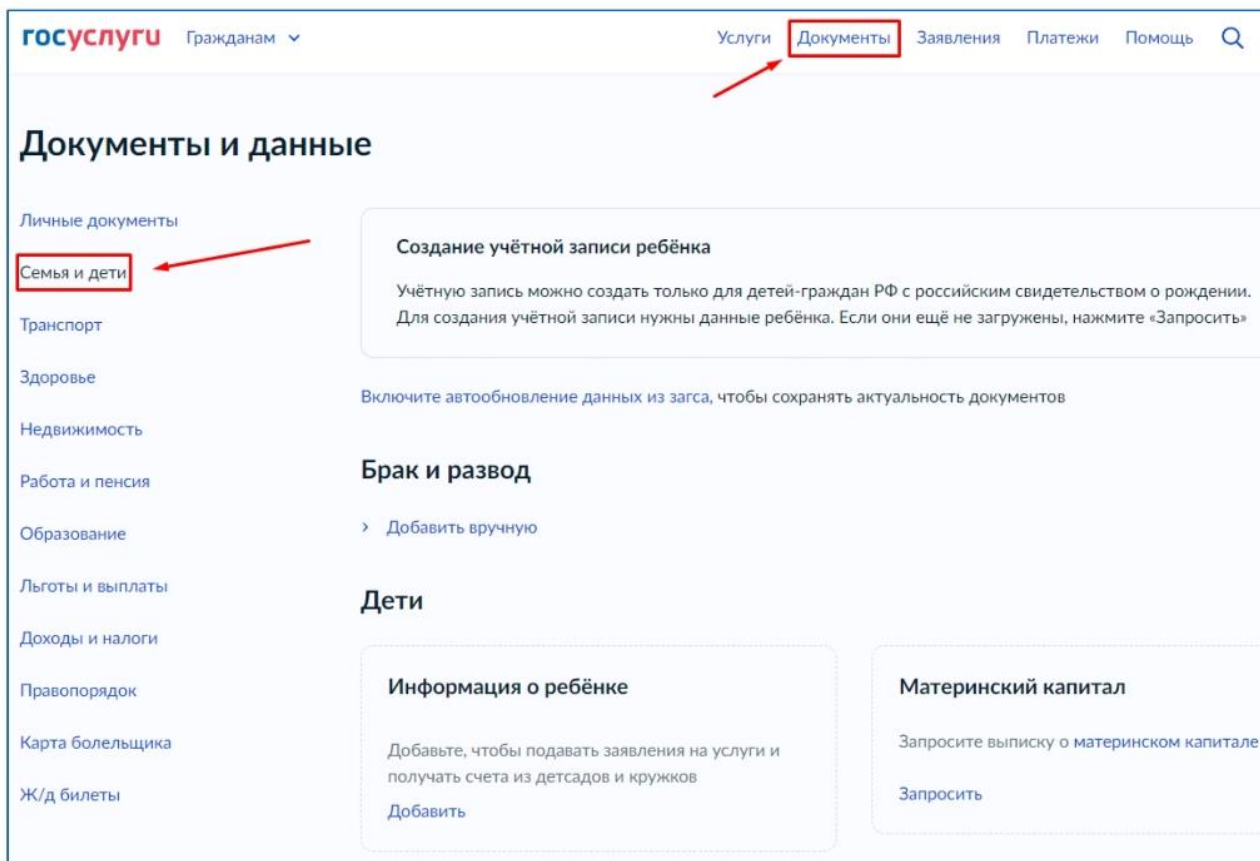 госуслуги Гражданам
Услуги Документы Заявления Платежи Помощь
Документы и данные
Личные документы
Семья и дети
Транспорт
Здоровье
Недвижимость
Работа и пенсия
Образование
Льготы и выплаты
Доходы и налоги
Правопорядок
Карта болельщика
Ж/д билеты
Создание учётной записи ребёнка
Учётную запись можно создать только для детей-граждан РФ с российским свидетельством о рождении.
Для создания учётной записи нужны данные ребёнка. Если они ещё не загружены, нажмите «Запросить»
Включите автообновление данных из загса, чтобы сохранять актуальность документов
Брак и развод
Добавить вручную
Дети
Информация о ребёнке
Добавьте, чтобы подавать заявления на услуги и
получать счета из детсадов и кружков
Добавить
Материнский капитал
Запросите выписку о материнском капитале
Запросить